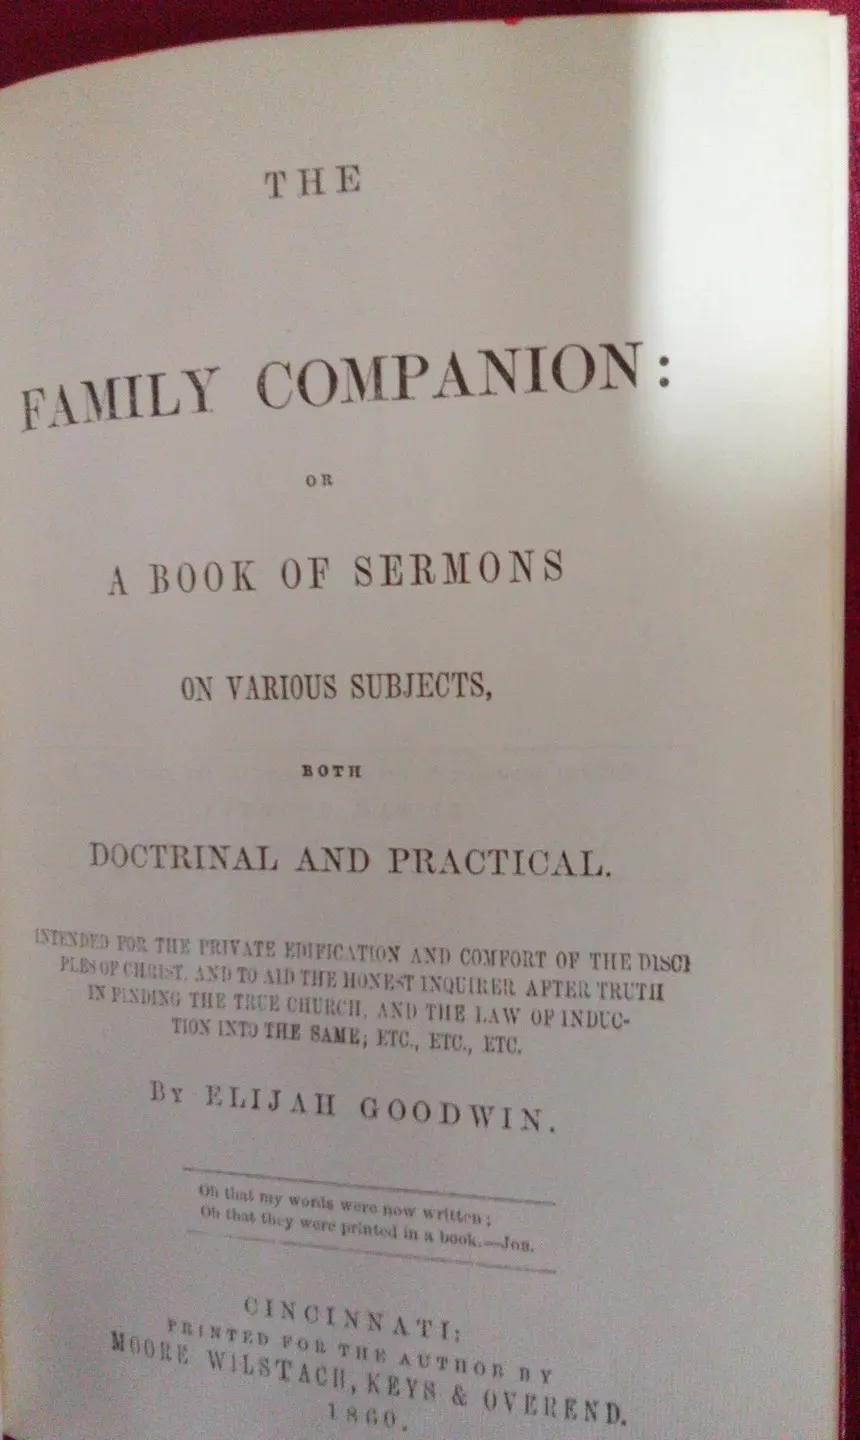 THE
FAMILY COMPANION:
OR
A BOOK OF SERMONS
ON VARIOUS SUBJECTS,
BOTH
DOCTRINAL AND PRACTICAL.
INTENDED FOR THE PRIVATE EDIFICATION AND COMFORT OF THE DISCI
PLES OF CHRIST, AND TO AID THE HONEST INQUIRER AFTER TRUTH
IN FINDING THE TRUE CHURCH, AND THE LAW OF INDUC-
TION INTO THE SAME; ETC., ETC., ETC.
BY ELIJAH GOODWIN.
Oh that my words were now written;
Oh that they were printed in a book.—JOB.
CINCINNATI:
PRINTED FOR THE AUTHOR BY
MOORE WILSTACH, KEYS & OVEREND.
1860.